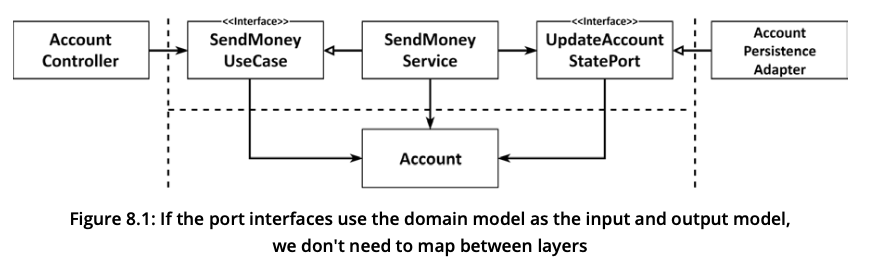 <<Interface>>
<<Interface>>
Account
Controller
SendMoney
UseCase
SendMoney
Service
UpdateAccount
StatePort
Account
Persistence
Adapter
Account
Figure 8.1: If the port interfaces use the domain model as the input and output model,
we don't need to map between layers